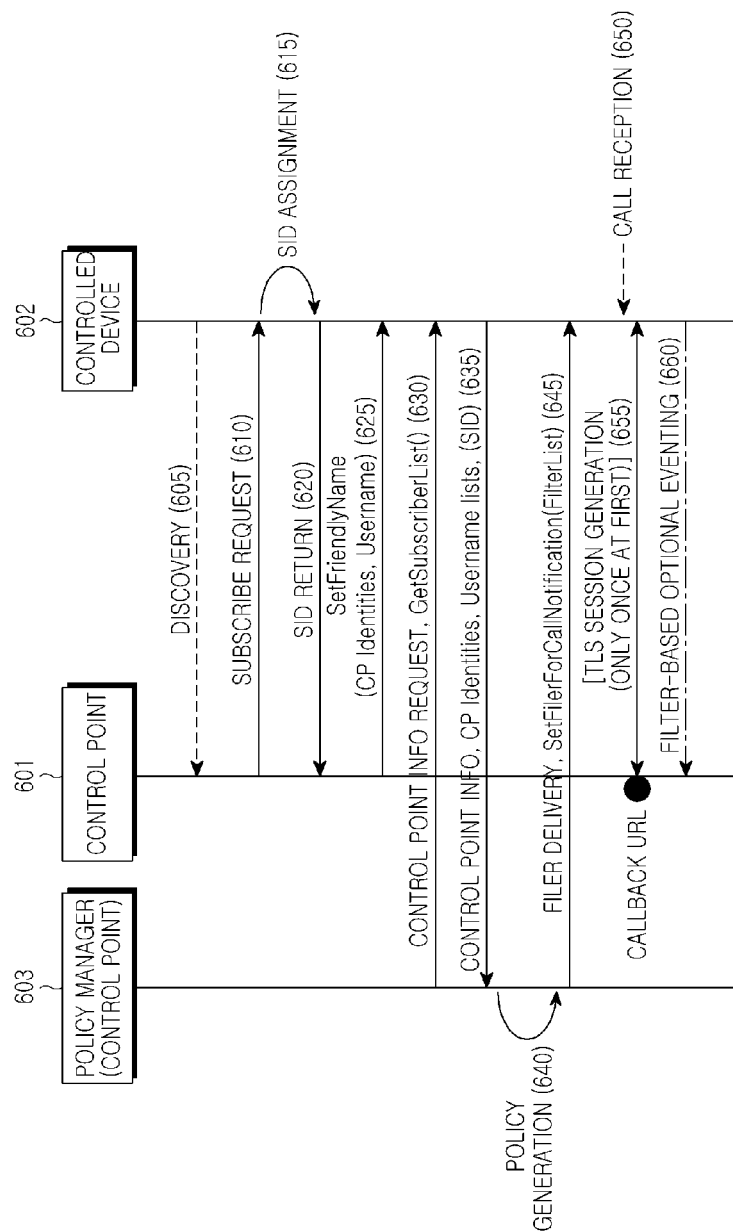 603
601
602
POLICY MANAGER
(CONTROL POINT)
CONTROL POINT
CONTROLLED
DEVICE
DISCOVERY (605)
SUBSCRIBE REQUEST (610)
SID ASSIGNMENT (615)
SID RETURN (620)
SetFriendlyName
(CP Identities, Username) (625)
CONTROL POINT INFO REQUEST, GetSubscriberList() (630)
CONTROL POINT INFO, CP Identities, Username lists, (SID) (635)
POLICY
GENERATION (640)
FILER DELIVERY, SetFilerForCallNotification(FilterList) (645)
CALL RECEPTION (650)
[TLS SESSION GENERATION
(ONLY ONCE AT FIRST)] (655)
CALLBACK URL
FILTER-BASED OPTIONAL EVENTING (660)